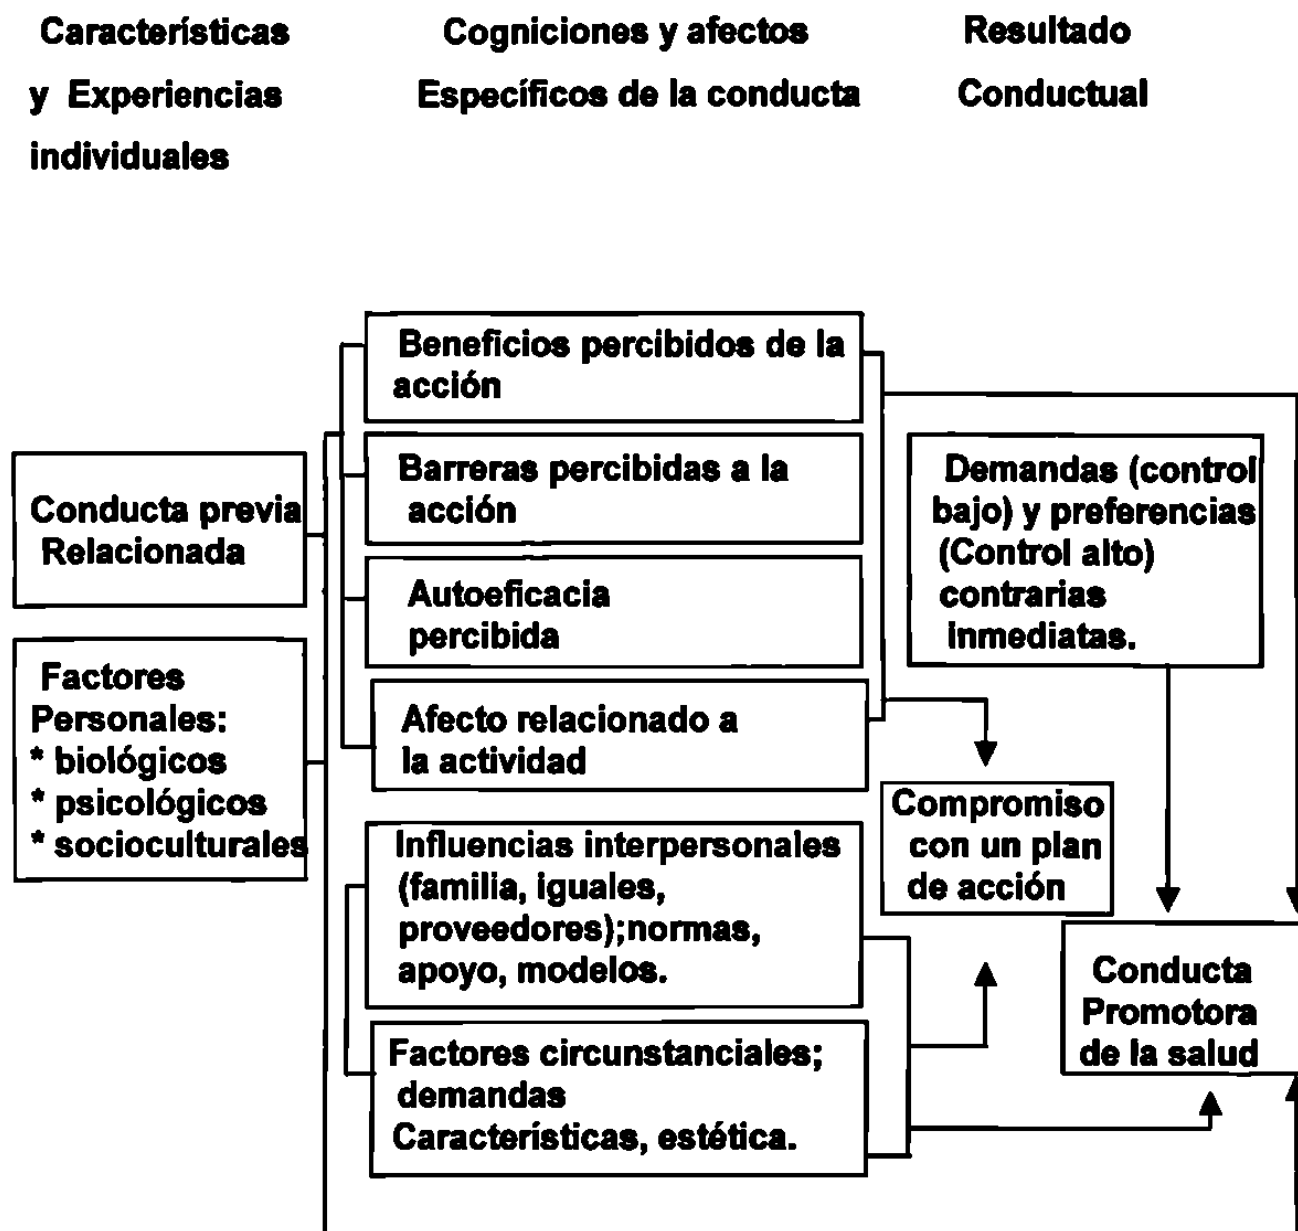 Características
y Experiencias
individuales
Cogniciones y afectos
Específicos de la conducta
Resultado
Conductual
Conducta previa
Relacionada
Factores
Personales:
* biológicos
* psicológicos
* socioculturales
Beneficios percibidos de la
acción
Barreras percibidas a la
acción
Autoeficacia
percibida
Afecto relacionado a
la actividad
Influencias interpersonales
(familia, iguales,
proveedores);normas,
apoyo, modelos.
Factores circunstanciales;
demandas
Características, estética.
Demandas (control
bajo) y preferencias
(Control alto)
contrarias
inmediatas.
Compromiso
con un plan
de acción
Conducta
Promotora
de la salud